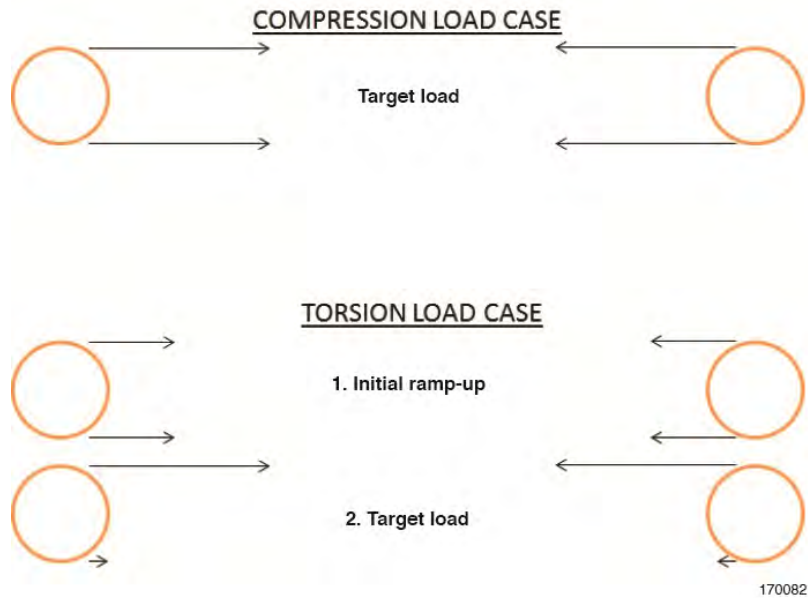 COMPRESSION LOAD CASE
Target load
TORSION LOAD CASE
1. Initial ramp-up
2. Target load
170082